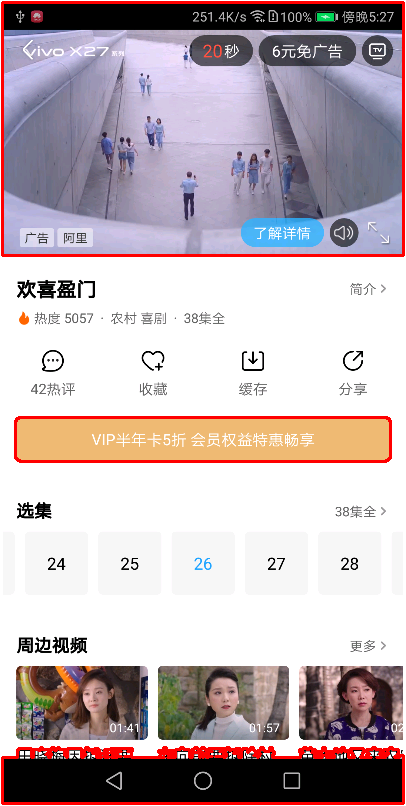 251.4K/s 100% 傍晚5:27
vivo X27系列 20秒 6元免广告 TV
广告 阿里 了解详情
欢喜盈门 简介
热度 5057 · 农村 喜剧 · 38集全
42热评 收藏 缓存 分享
VIP半年卡5折 会员权益特惠畅享
选集 38集全
24 25 26 27 28
周边视频 更多
01:41 01:57